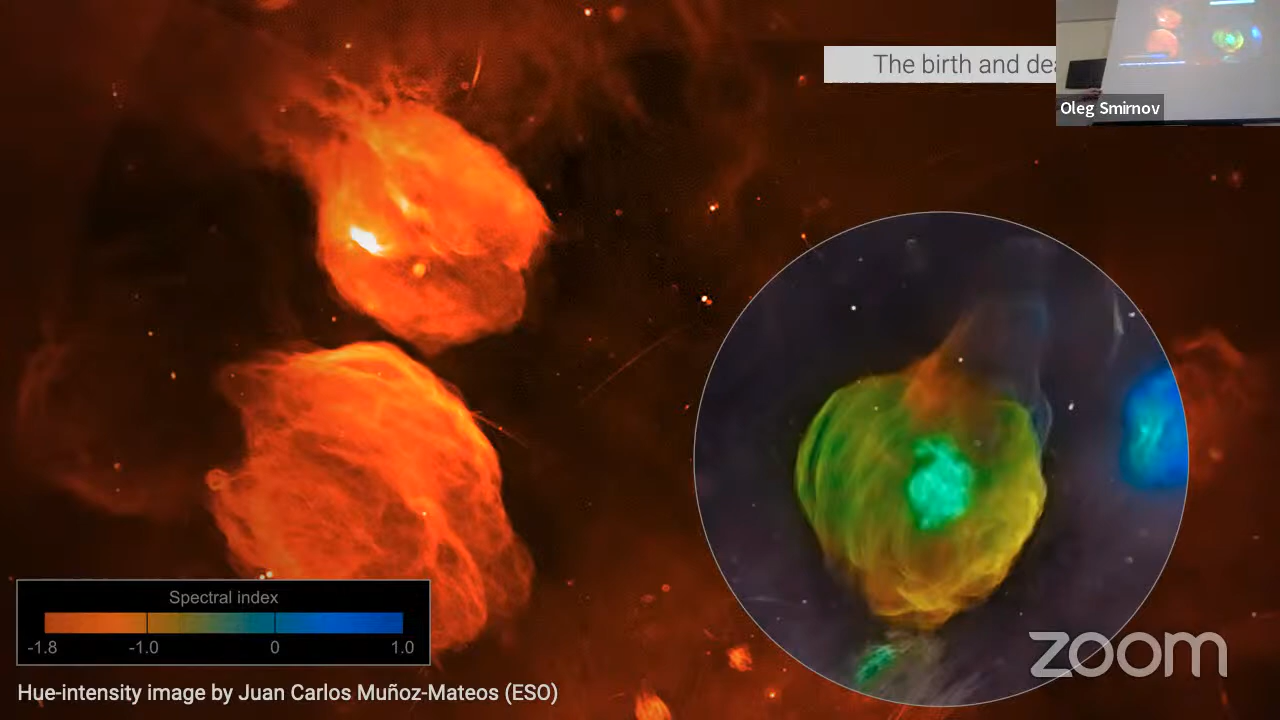 The birth and dea
Oleg Smirnov
Spectral index
-1.8 -1.0 0 1.0
Hue-intensity image by Juan Carlos Muñoz-Mateos (ESO)
zoom